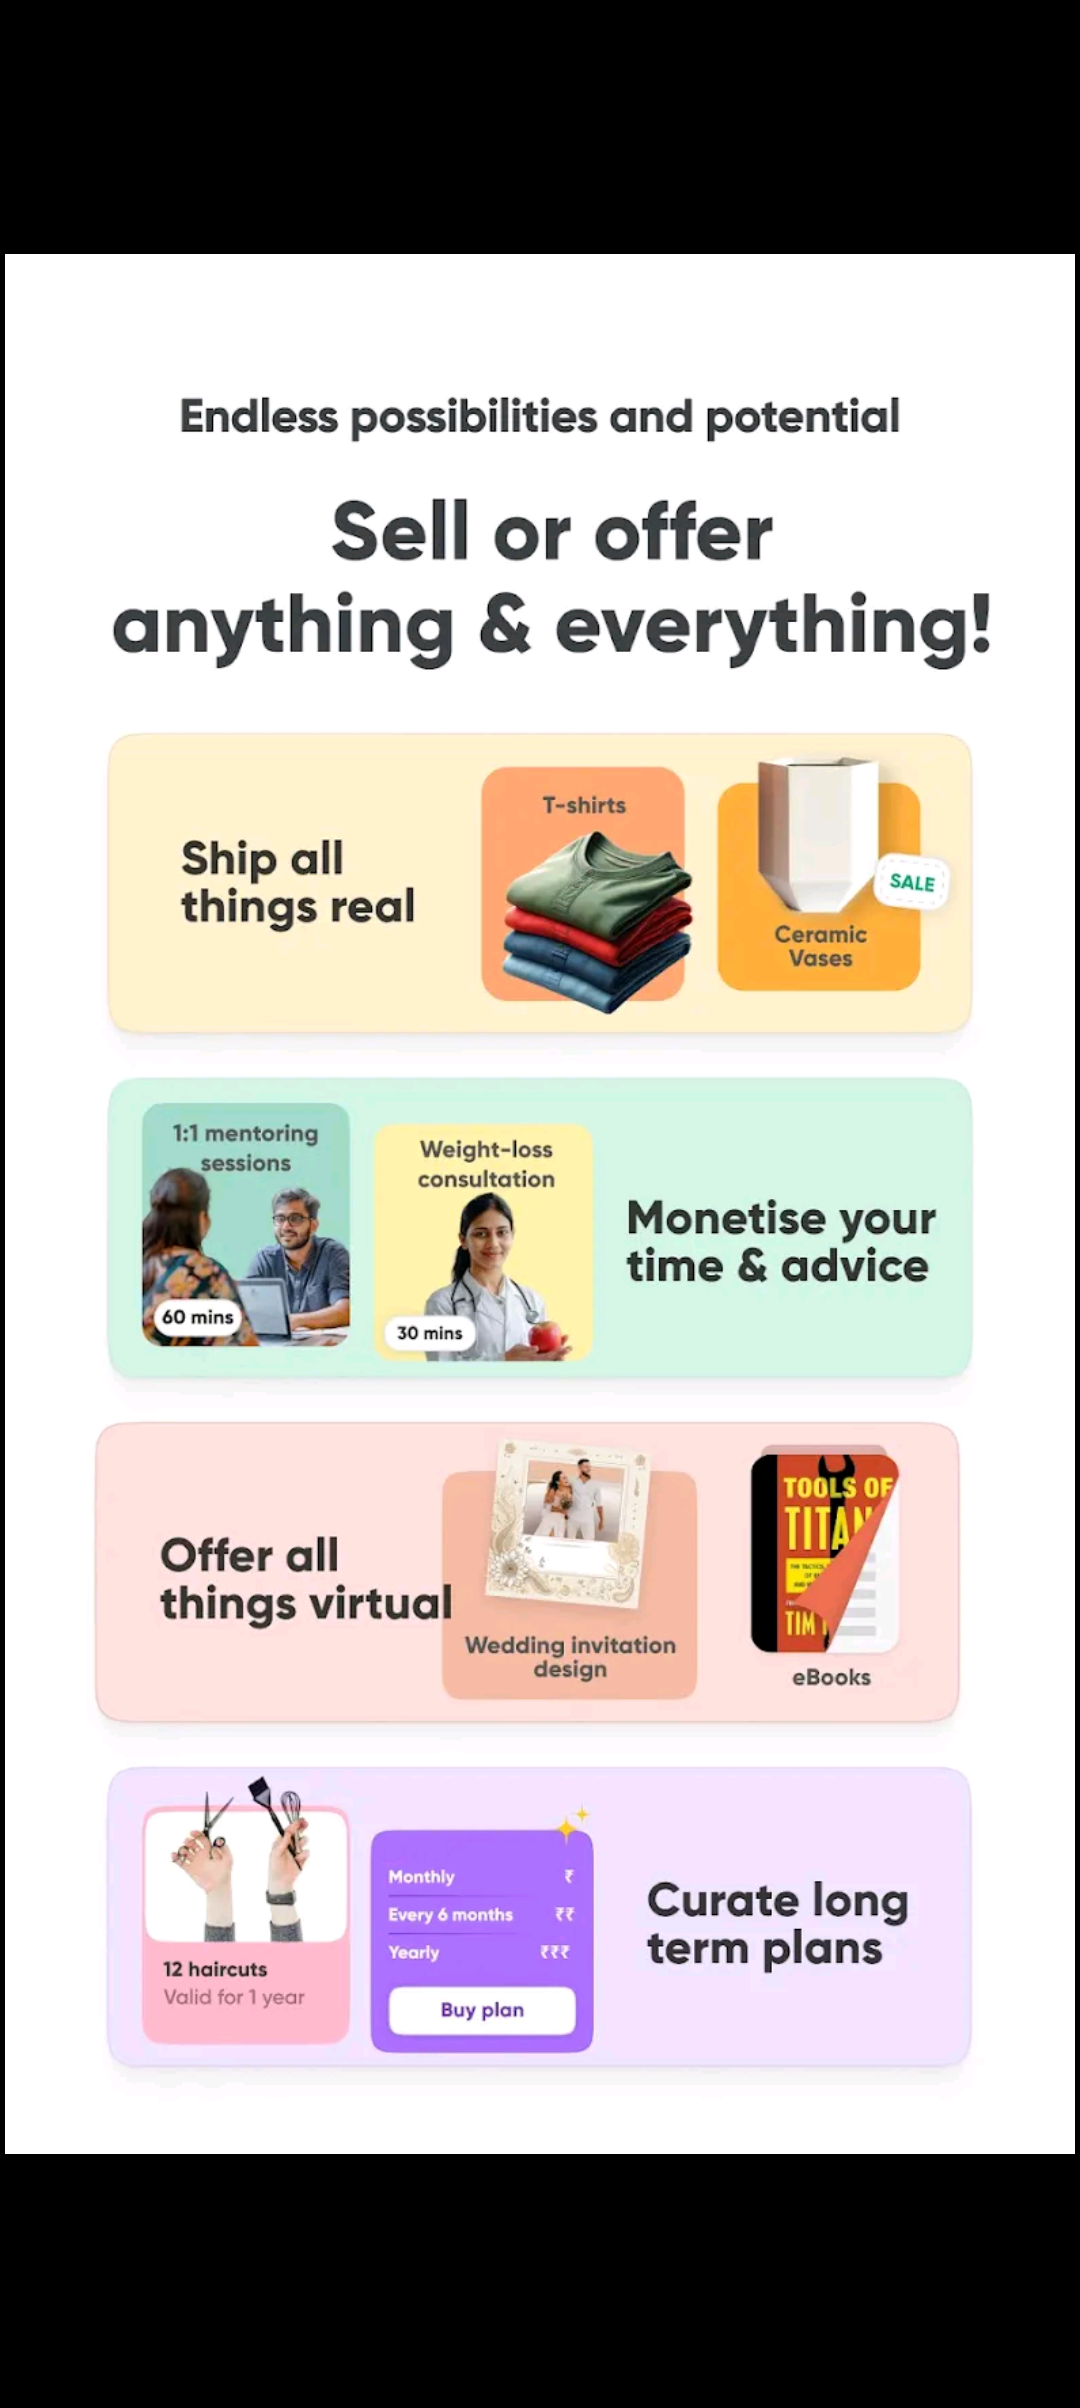 Endless possibilities and potential
Sell or offer
anything & everything!
Ship all
things real
T-shirts
SALE
Ceramic
Vases
1:1 mentoring
sessions
60 mins
Weight-loss
consultation
30 mins
Monetise your
time & advice
Offer all
things virtual
Wedding invitation
design
TOOLS OF
TITAN
TIM
eBooks
12 haircuts
Valid for 1 year
Monthly ₹
Every 6 months ₹₹
Yearly ₹₹₹
Buy plan
Curate long
term plans